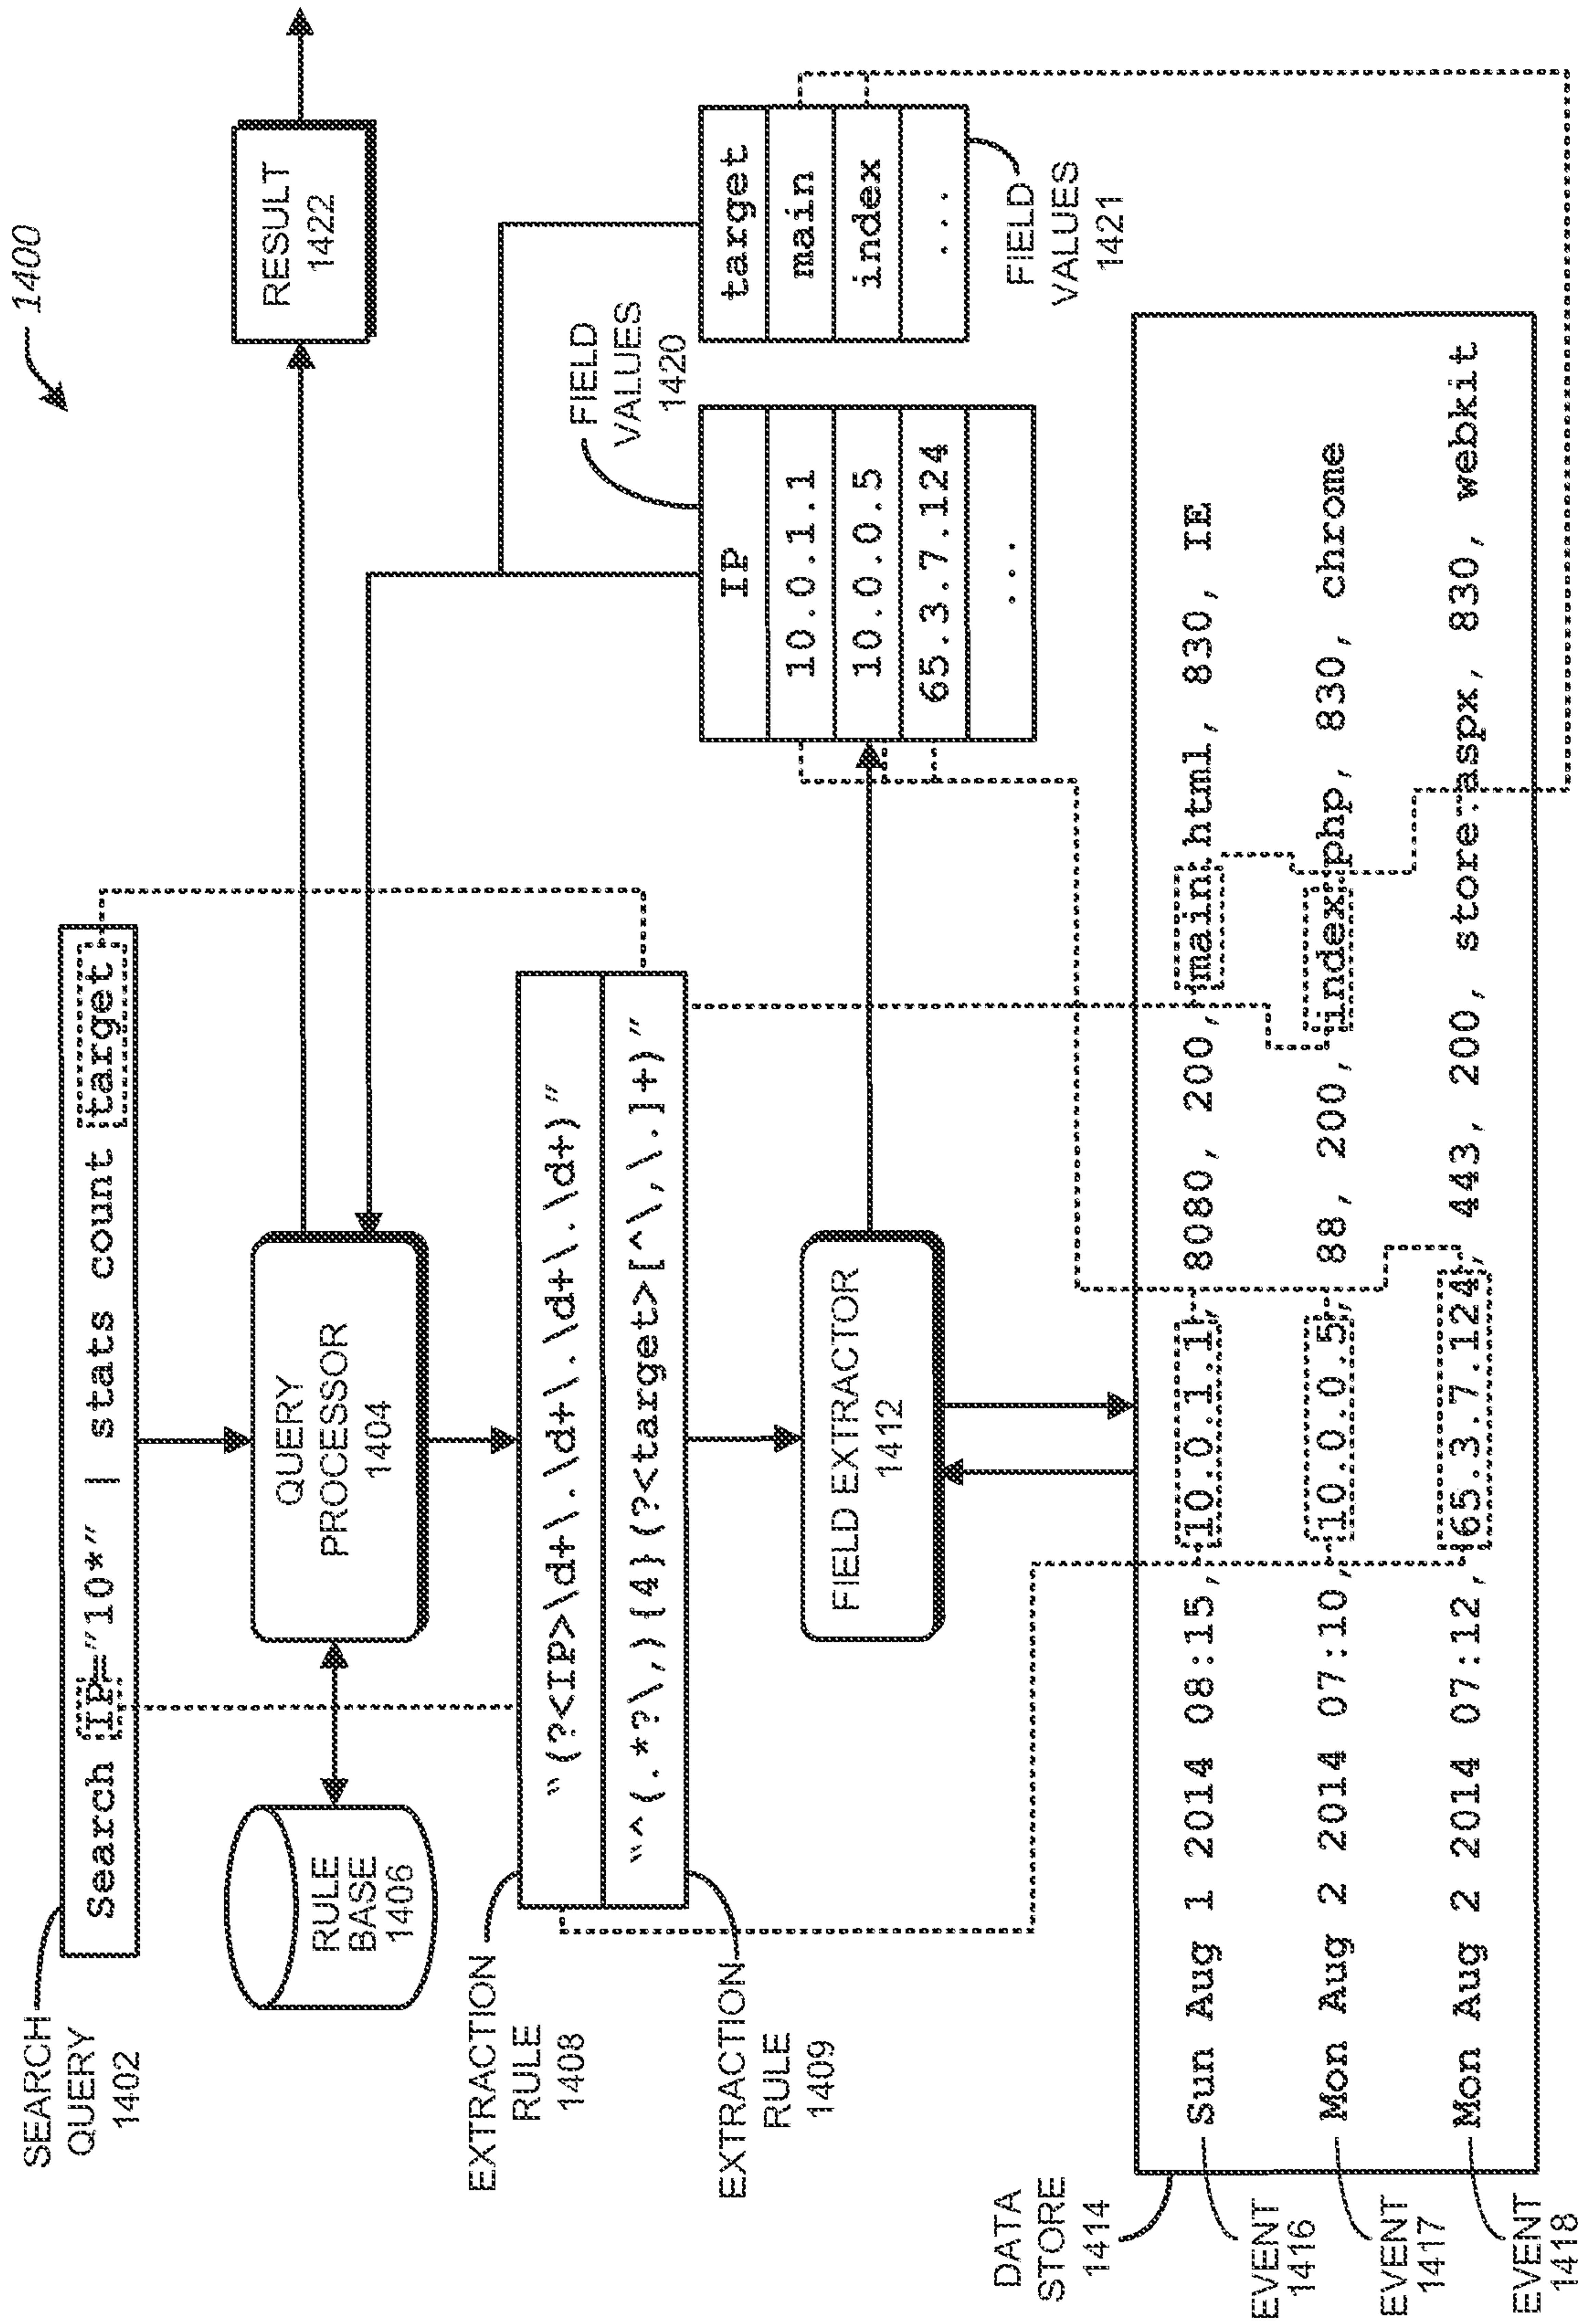 1400
SEARCH
QUERY
1402
Search IP="10*" | stats count target
RULE
BASE
1406
QUERY
PROCESSOR
1404
RESULT
1422
EXTRACTION
RULE
1408
"(?<IP>\d+\.\d+\.\d+\.\d+)"
"^(.*?\,){4}(?<target>[^\,\.]+)"
EXTRACTION
RULE
1409
FIELD EXTRACTOR
1412
FIELD
VALUES
1420
IP
10.0.1.1
10.0.0.5
65.3.7.124
...
target
main
index
...
FIELD
VALUES
1421
DATA
STORE
1414
EVENT
1416
Sun Aug 1 2014 08:15, 10.0.1.1, 8080, 200, main.html, 830, IE
EVENT
1417
Mon Aug 2 2014 07:10, 10.0.0.5, 88, 200, index.php, 830, chrome
EVENT
1418
Mon Aug 2 2014 07:12, 65.3.7.124, 443, 200, store.aspx, 830, webkit